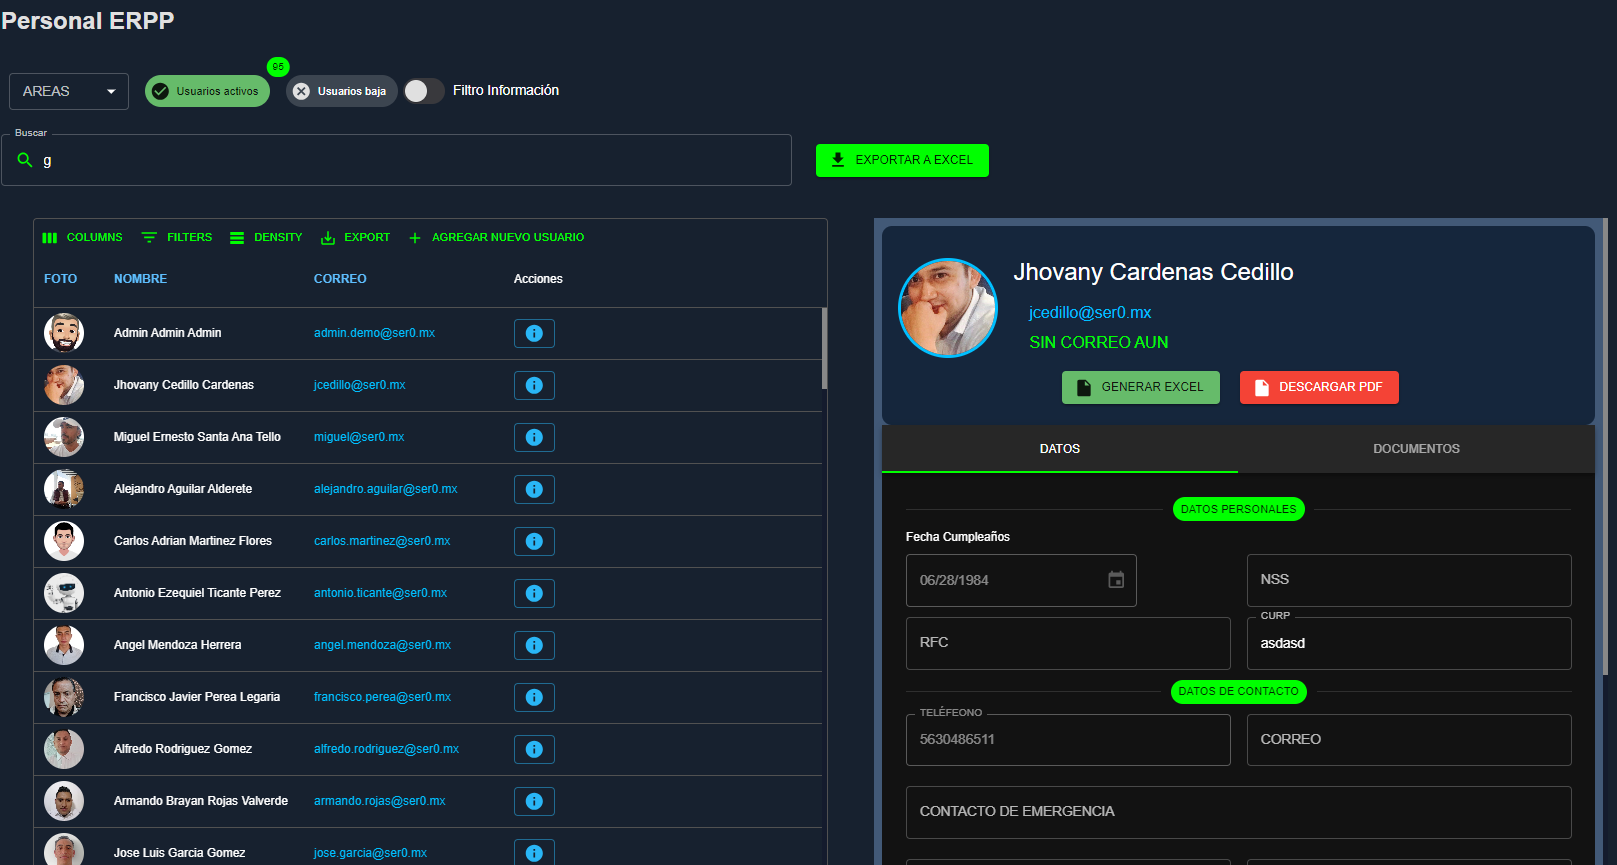 Personal ERPP
95
AREAS
Usuarios activos
Usuarios baja
Filtro Información
Buscar
g
EXPORTAR A EXCEL
COLUMNS
FILTERS
DENSITY
EXPORT
AGREGAR NUEVO USUARIO
FOTO NOMBRE CORREO Acciones
Admin Admin Admin admin.demo@ser0.mx
Jhovany Cedillo Cardenas jcedillo@ser0.mx
Miguel Ernesto Santa Ana Tello miguel@ser0.mx
Alejandro Aguilar Alderete alejandro.aguilar@ser0.mx
Carlos Adrian Martinez Flores carlos.martinez@ser0.mx
Antonio Ezequiel Ticante Perez antonio.ticante@ser0.mx
Angel Mendoza Herrera angel.mendoza@ser0.mx
Francisco Javier Perea Legaria francisco.perea@ser0.mx
Alfredo Rodriguez Gomez alfredo.rodriguez@ser0.mx
Armando Brayan Rojas Valverde armando.rojas@ser0.mx
Jose Luis Garcia Gomez jose.garcia@ser0.mx
Jhovany Cardenas Cedillo
jcedillo@ser0.mx
SIN CORREO AUN
GENERAR EXCEL
DESCARGAR PDF
DATOS
DOCUMENTOS
DATOS PERSONALES
Fecha Cumpleaños
06/28/1984
NSS
RFC
CURP
asdasd
DATOS DE CONTACTO
TELÉFEONO
5630486511
CORREO
CONTACTO DE EMERGENCIA